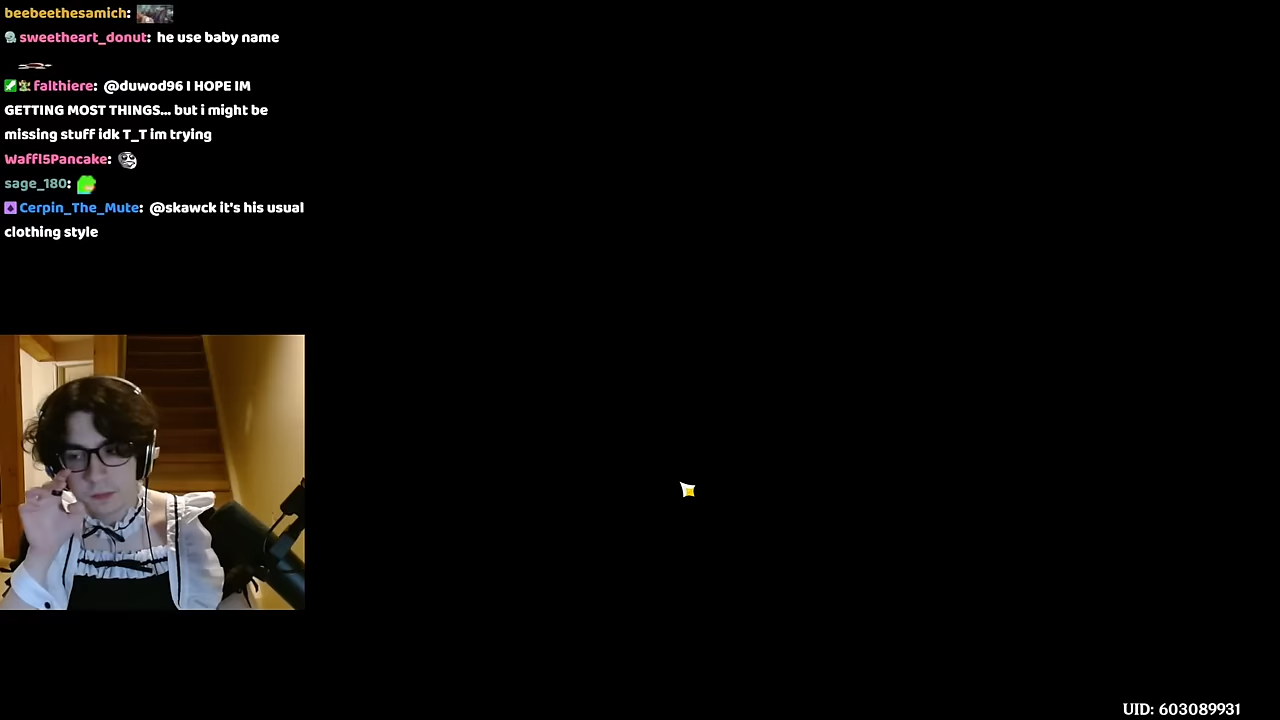 beebeethesamich:
sweetheart_donut: he use baby name
falthiere: @duwod96 I HOPE IM
GETTING MOST THINGS... but i might be
missing stuff idk T_T im trying
Waffl5Pancake:
sage_180:
Cerpin_The_Mute: @skawck it's his usual
clothing style
UID: 603089931